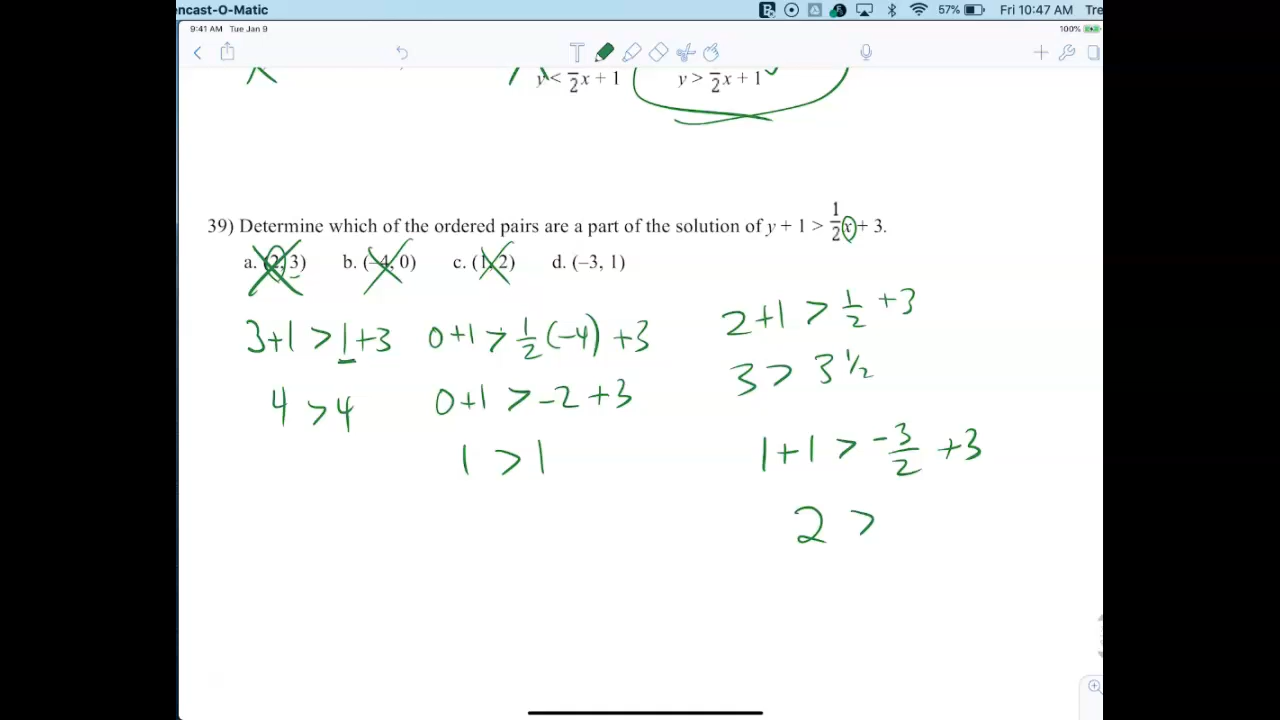 encast-O-Matic 57% Fri 10:47 AM Tre
9:41 AM Tue Jan 9 100%
y < 1/2x + 1 y > 1/2x + 1
39) Determine which of the ordered pairs are a part of the solution of y + 1 > 1/2x + 3.
a. (2, 3) b. (–4, 0) c. (1, 2) d. (–3, 1)
3+1 > 1+3 0+1 > 1/2(-4) +3 2+1 > 1/2 +3
4 > 4 0+1 > -2+3 3 > 3 1/2
1 > 1 1+1 > -3/2 +3
2 >